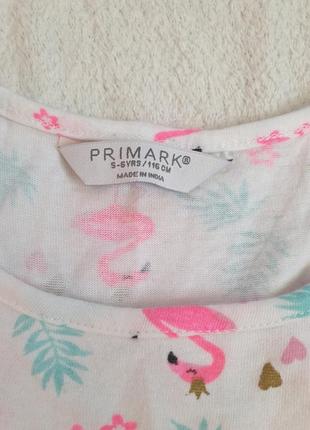 PRIMARK®
5-6YRS / 116 CM
MADE IN INDIA